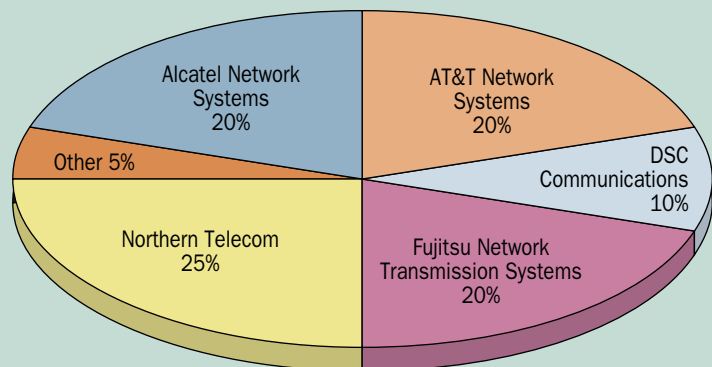 Alcatel Network
Systems
20%
AT&T Network
Systems
20%
Other 5%
DSC
Communications
10%
Northern Telecom
25%
Fujitsu Network
Transmission Systems
20%